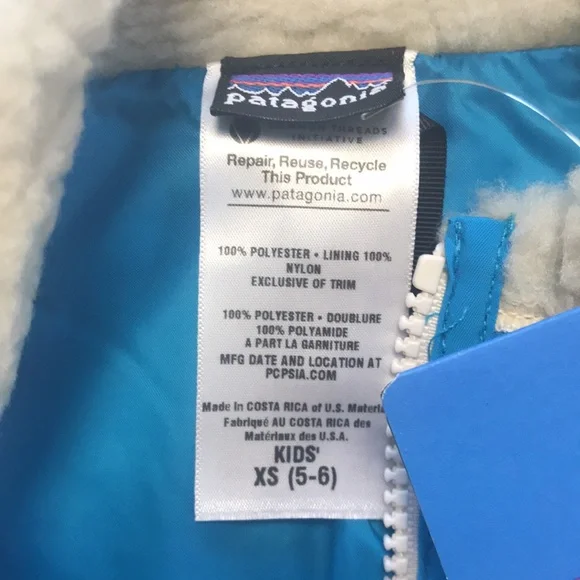 patagonia
THREADS
INITIATIVE
Repair, Reuse, Recycle
This Product
www.patagonia.com
100% POLYESTER • LINING 100%
NYLON
EXCLUSIVE OF TRIM
100% POLYESTER • DOUBLURE
100% POLYAMIDE
A PART LA GARNITURE
MFG DATE AND LOCATION AT
PCPSIA.COM
Made in COSTA RICA of U.S.
Fabriqué AU COSTA RICA des
Matériaux des U.S.A.
KIDS'
XS (5-6)